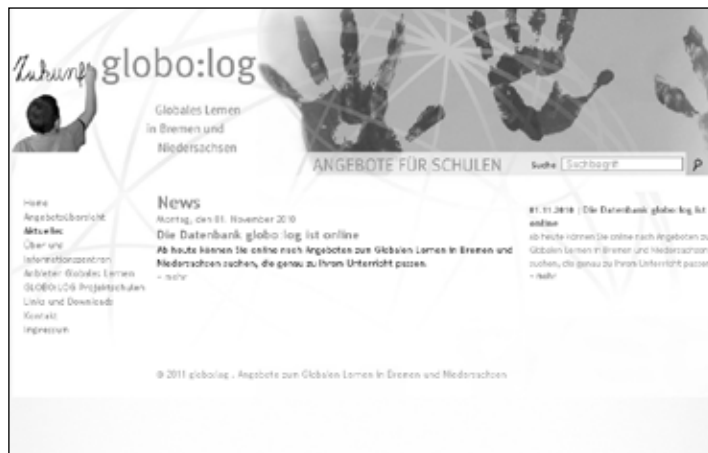 Zukunft globo:log
Globales Lernen
in Bremen und
Niedersachsen
ANGEBOTE FÜR SCHULEN
Suche Suchbegriff
Home
Angebotsübersicht
Aktuelles
Über uns
Informationszentren
Anbieter Globales Lernen
GLOBO:LOG Projektschulen
Links und Downloads
Kontakt
Impressum
News
Montag, den 01. November 2010
Die Datenbank globo:log ist online
Ab heute können Sie online nach Angeboten zum Globalen Lernen in Bremen und
Niedersachsen suchen, die genau zu Ihrem Unterricht passen.
– mehr
01.11.2010 | Die Datenbank globo:log ist
online
Ab heute können Sie online nach Angeboten zu
Globalen Lernen in Bremen und Niedersachsen
suchen, die genau zu Ihrem Unterricht passen
– mehr
© 2011 globo:log . Angebote zum Globalen Lernen in Bremen und Niedersachsen